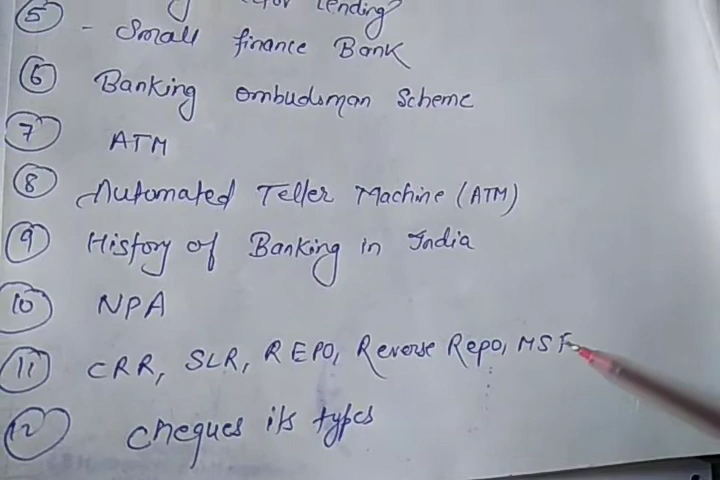 lending?
⑤ - Small finance Bank
⑥ Banking ombudsman Scheme
⑦ ATM
⑧ Automated Teller Machine (ATM)
⑨ History of Banking in India
⑩ NPA
⑪ CRR, SLR, REPO, Reverse Repo, MSF
⑫ cheques its types